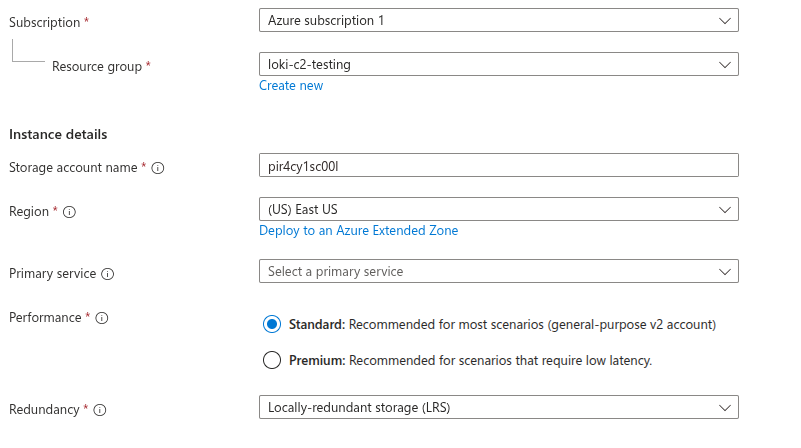 Subscription * Azure subscription 1
Resource group * loki-c2-testing
Create new
Instance details
Storage account name * pir4cy1sc00l
Region * (US) East US
Deploy to an Azure Extended Zone
Primary service Select a primary service
Performance * Standard: Recommended for most scenarios (general-purpose v2 account)
Premium: Recommended for scenarios that require low latency.
Redundancy * Locally-redundant storage (LRS)